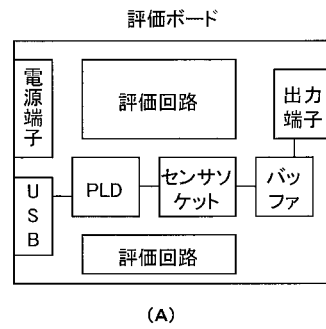 評価ボード
電源端子
評価回路
出力端子
USB
PLD
センサソケット
バッファ
評価回路
(A)